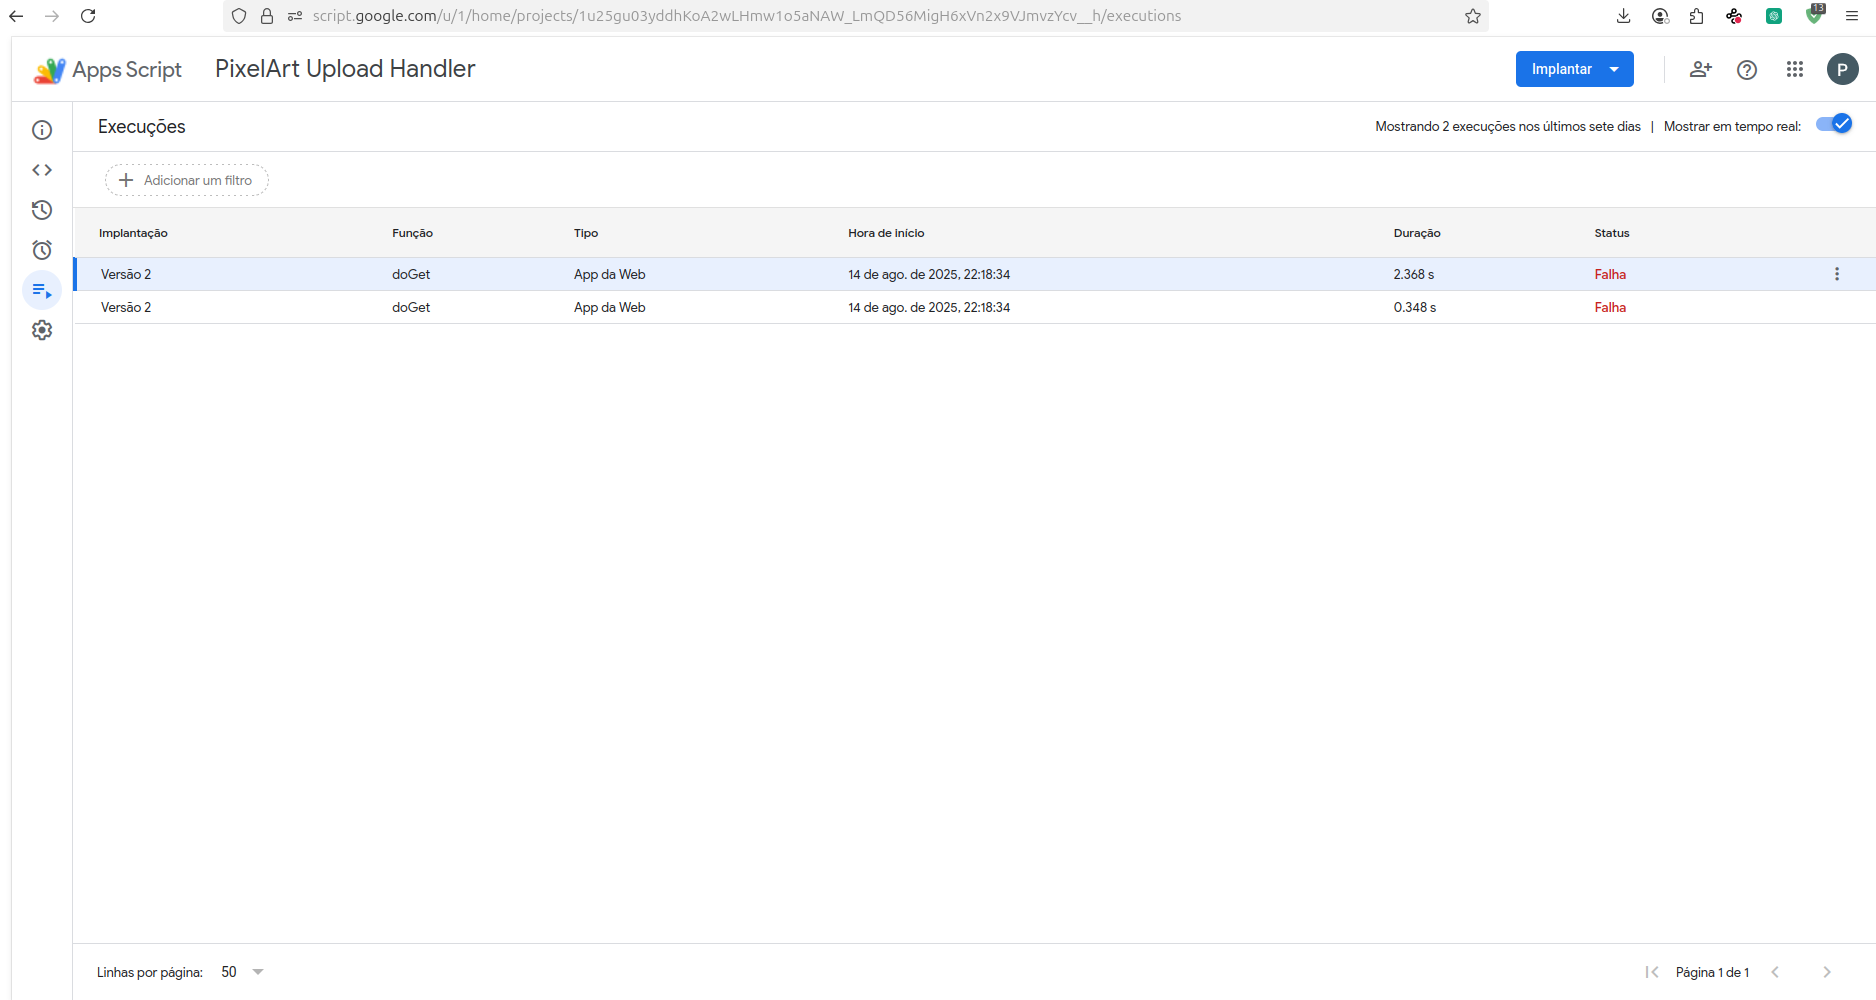 script.google.com/u/1/home/projects/1u25gu03yddhKoA2wLHmw1o5aNAW_LmQD56MigH6xVn2x9VJmvzYcv__h/executions
13
Apps Script
PixelArt Upload Handler
Implantar
P
Execuções
Mostrando 2 execuções nos últimos sete dias | Mostrar em tempo real:
Adicionar um filtro
Implantação Função Tipo Hora de início Duração Status
Versão 2 doGet App da Web 14 de ago. de 2025, 22:18:34 2.368 s Falha
Versão 2 doGet App da Web 14 de ago. de 2025, 22:18:34 0.348 s Falha
Linhas por página: 50
Página 1 de 1